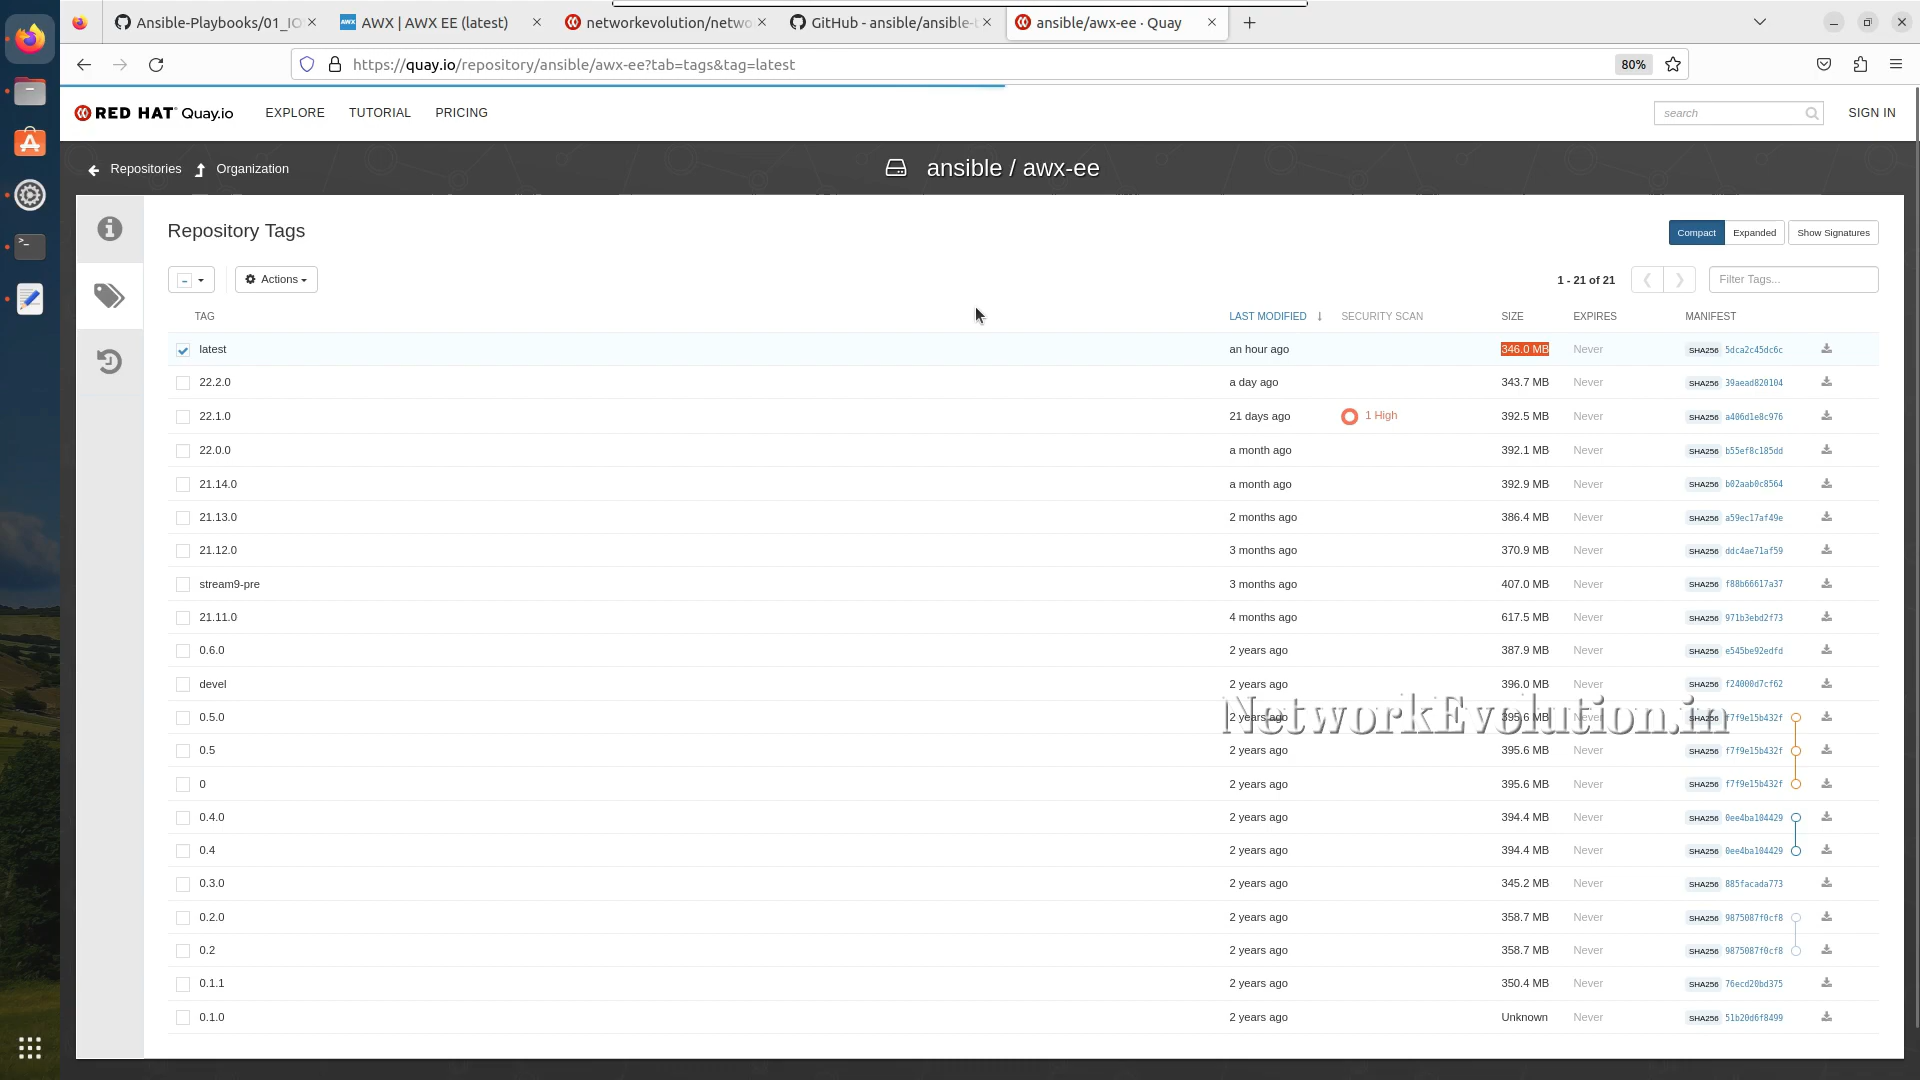 Ansible-Playbooks/01_IO
AWX | AWX EE (latest)
networkevolution/netwo
GitHub - ansible/ansible-
ansible/awx-ee · Quay
https://quay.io/repository/ansible/awx-ee?tab=tags&tag=latest
80%
RED HAT Quay.io
EXPLORE
TUTORIAL
PRICING
search
SIGN IN
Repositories
Organization
ansible / awx-ee
Repository Tags
Compact
Expanded
Show Signatures
Actions
1 - 21 of 21
Filter Tags...
TAG LAST MODIFIED SECURITY SCAN SIZE EXPIRES MANIFEST
latest an hour ago 346.0 MB Never SHA256 5dca2c45dc6c
22.2.0 a day ago 343.7 MB Never SHA256 39aead820104
22.1.0 21 days ago 1 High 392.5 MB Never SHA256 a406d1e8c976
22.0.0 a month ago 392.1 MB Never SHA256 b55ef8c185dd
21.14.0 a month ago 392.9 MB Never SHA256 b02aab0c8564
21.13.0 2 months ago 386.4 MB Never SHA256 a59ec17af49e
21.12.0 3 months ago 370.9 MB Never SHA256 ddc4ae71af59
stream9-pre 3 months ago 407.0 MB Never SHA256 f88b66617a37
21.11.0 4 months ago 617.5 MB Never SHA256 971b3ebd2f73
0.6.0 2 years ago 387.9 MB Never SHA256 e545be92edfd
devel 2 years ago 396.0 MB Never SHA256 f24000d7cf62
0.5.0 2 years ago 395.6 MB Never SHA256 f7f9e15b432f
NetworkEvolution.in
0.5 2 years ago 395.6 MB Never SHA256 f7f9e15b432f
0 2 years ago 395.6 MB Never SHA256 f7f9e15b432f
0.4.0 2 years ago 394.4 MB Never SHA256 0ee4ba104429
0.4 2 years ago 394.4 MB Never SHA256 0ee4ba104429
0.3.0 2 years ago 345.2 MB Never SHA256 885facada773
0.2.0 2 years ago 358.7 MB Never SHA256 9875087f0cf8
0.2 2 years ago 358.7 MB Never SHA256 9875087f0cf8
0.1.1 2 years ago 350.4 MB Never SHA256 76ecd20bd375
0.1.0 2 years ago Unknown Never SHA256 51b20d6f8499